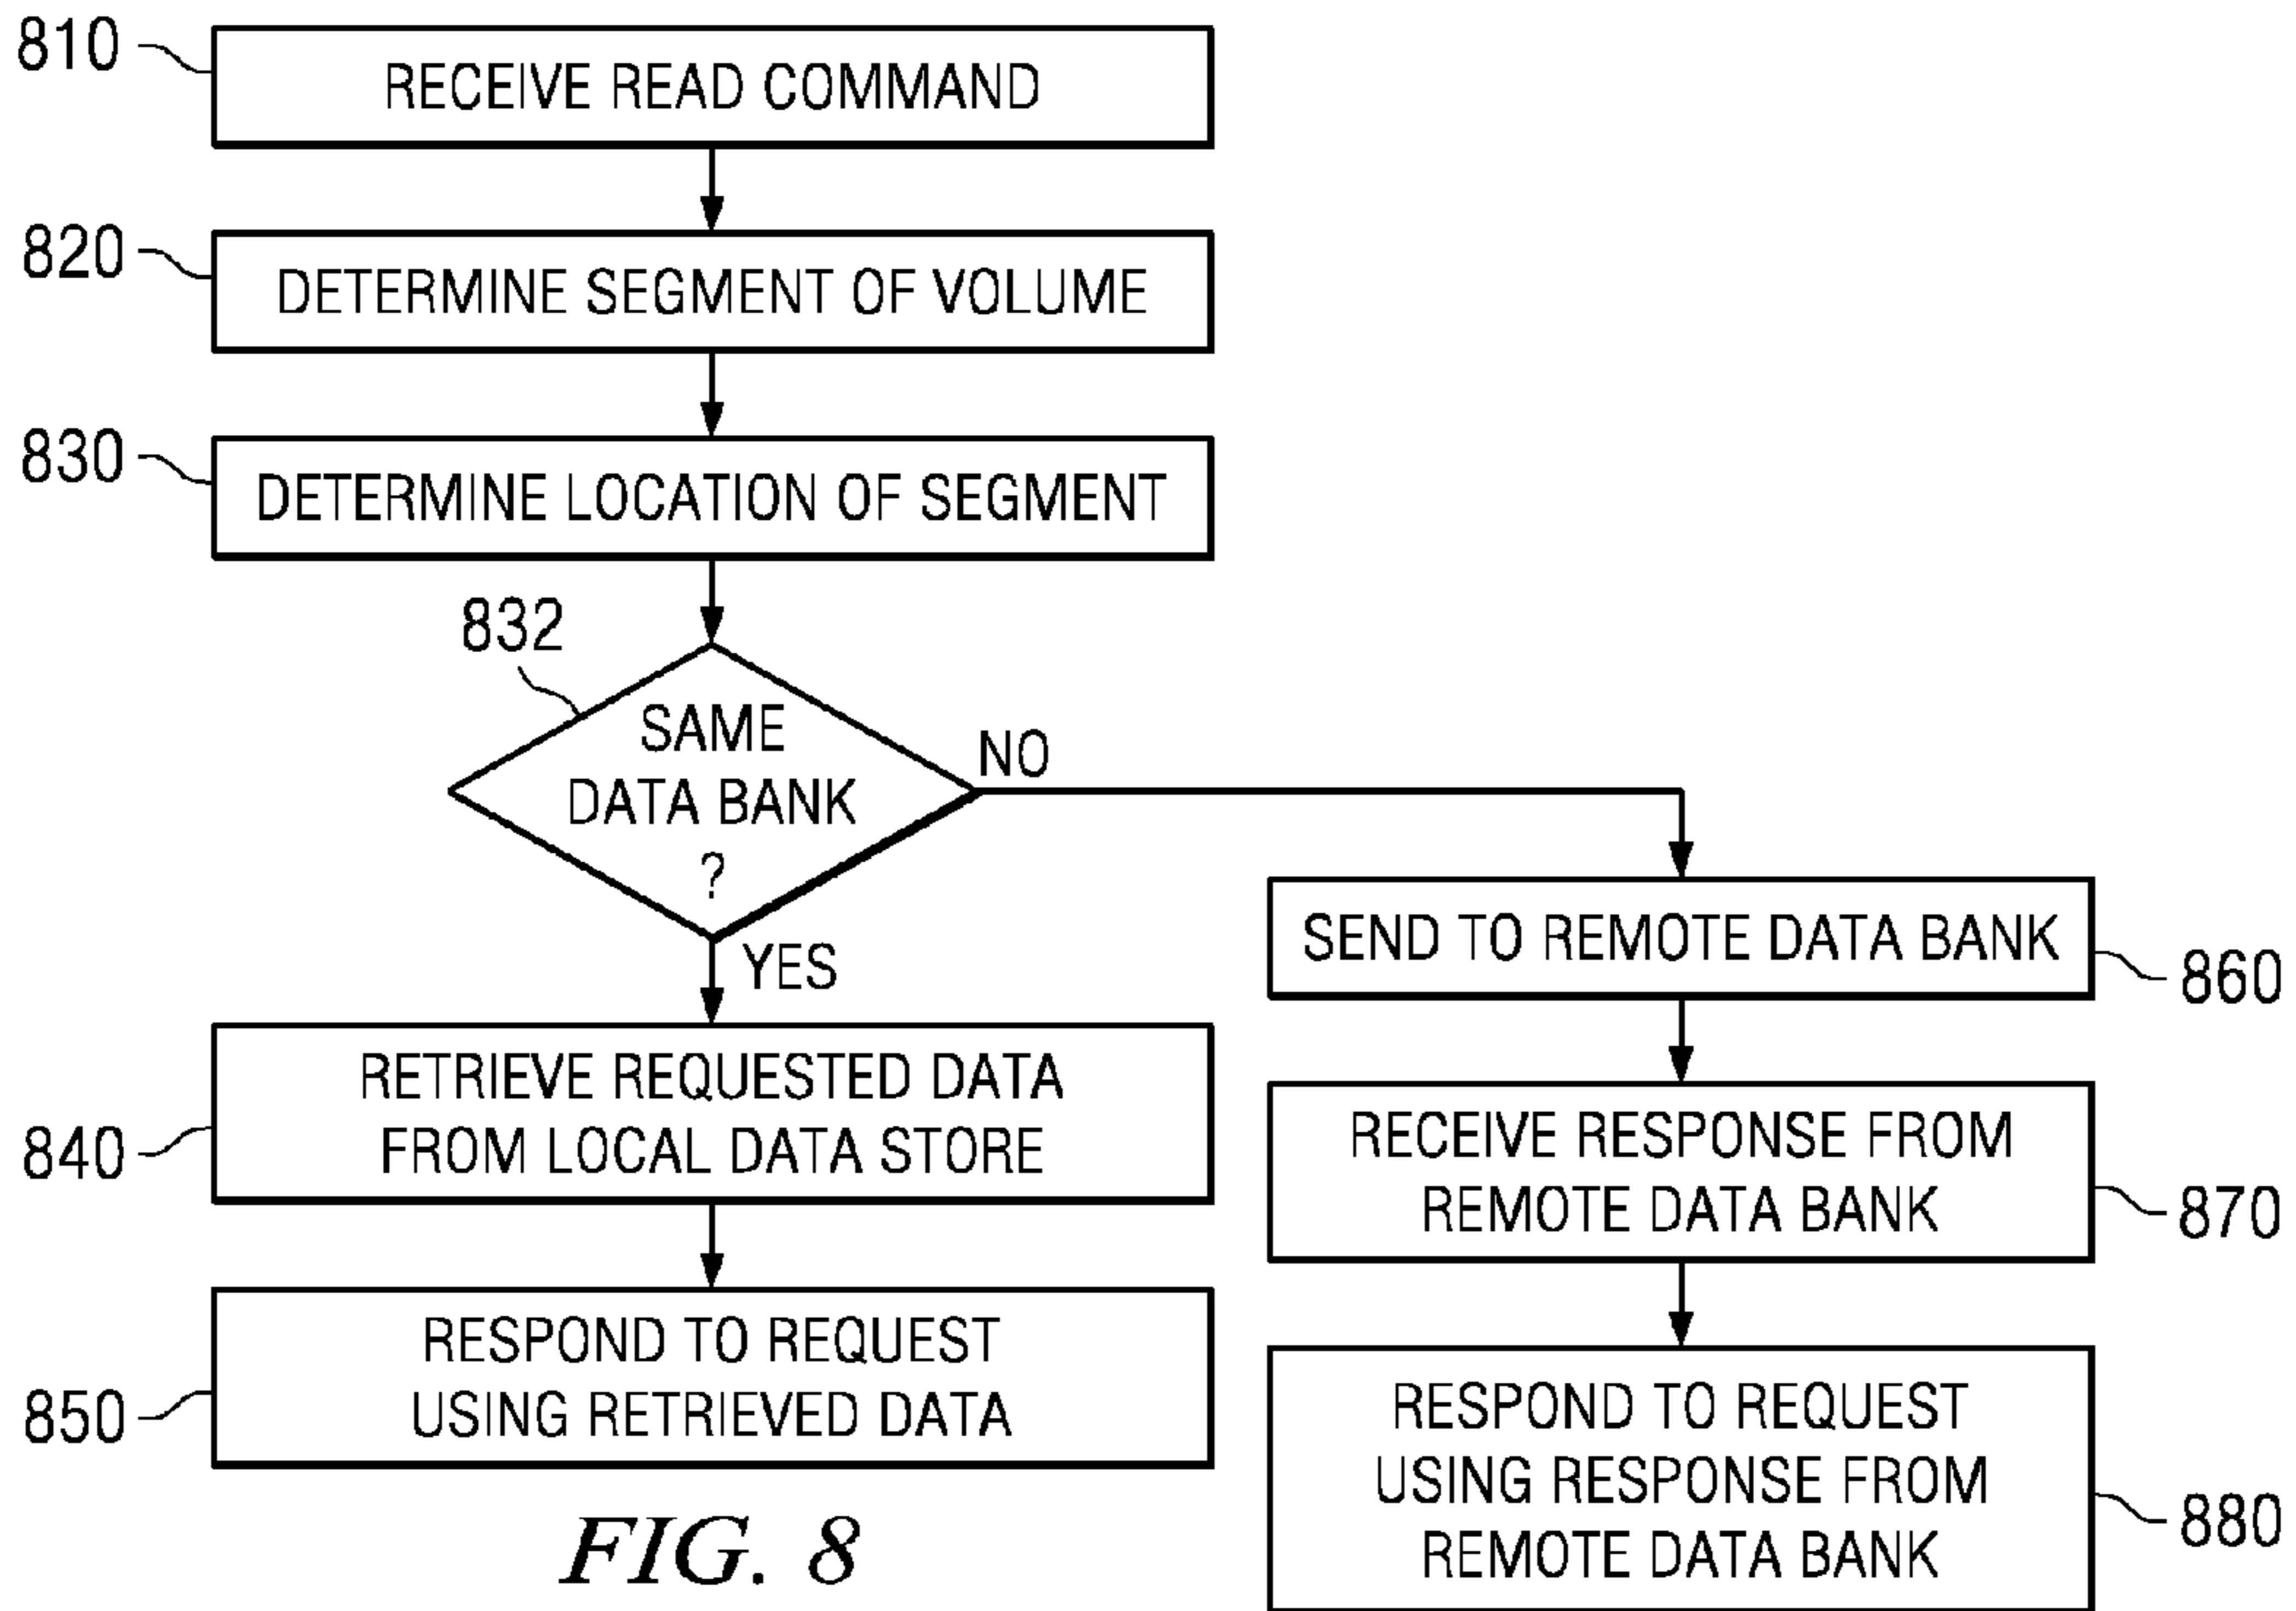 810
RECEIVE READ COMMAND
820
DETERMINE SEGMENT OF VOLUME
830
DETERMINE LOCATION OF SEGMENT
832
SAME
DATA BANK
?
NO
YES
840
RETRIEVE REQUESTED DATA
FROM LOCAL DATA STORE
850
RESPOND TO REQUEST
USING RETRIEVED DATA
SEND TO REMOTE DATA BANK
860
RECEIVE RESPONSE FROM
REMOTE DATA BANK
870
RESPOND TO REQUEST
USING RESPONSE FROM
REMOTE DATA BANK
880
FIG. 8